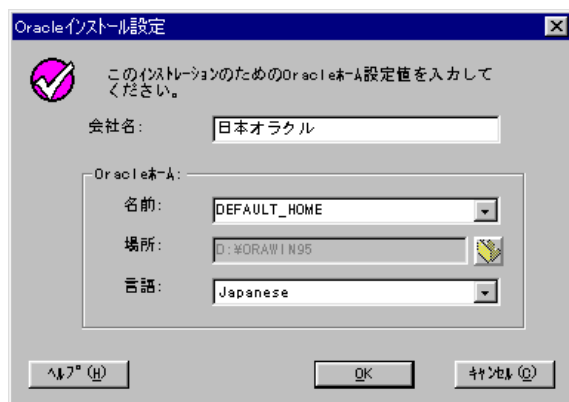 Oracleインストール設定
このｲﾝｽﾄﾚｰｼｮﾝのためのOracleﾎｰﾑ設定値を入力して
ください。
会社名:
日本オラクル
Oracleﾎｰﾑ:
名前:
DEFAULT_HOME
場所:
D:¥ORAWIN95
言語:
Japanese
ﾍﾙﾌﾟ(H)
OK
ｷｬﾝｾﾙ(C)